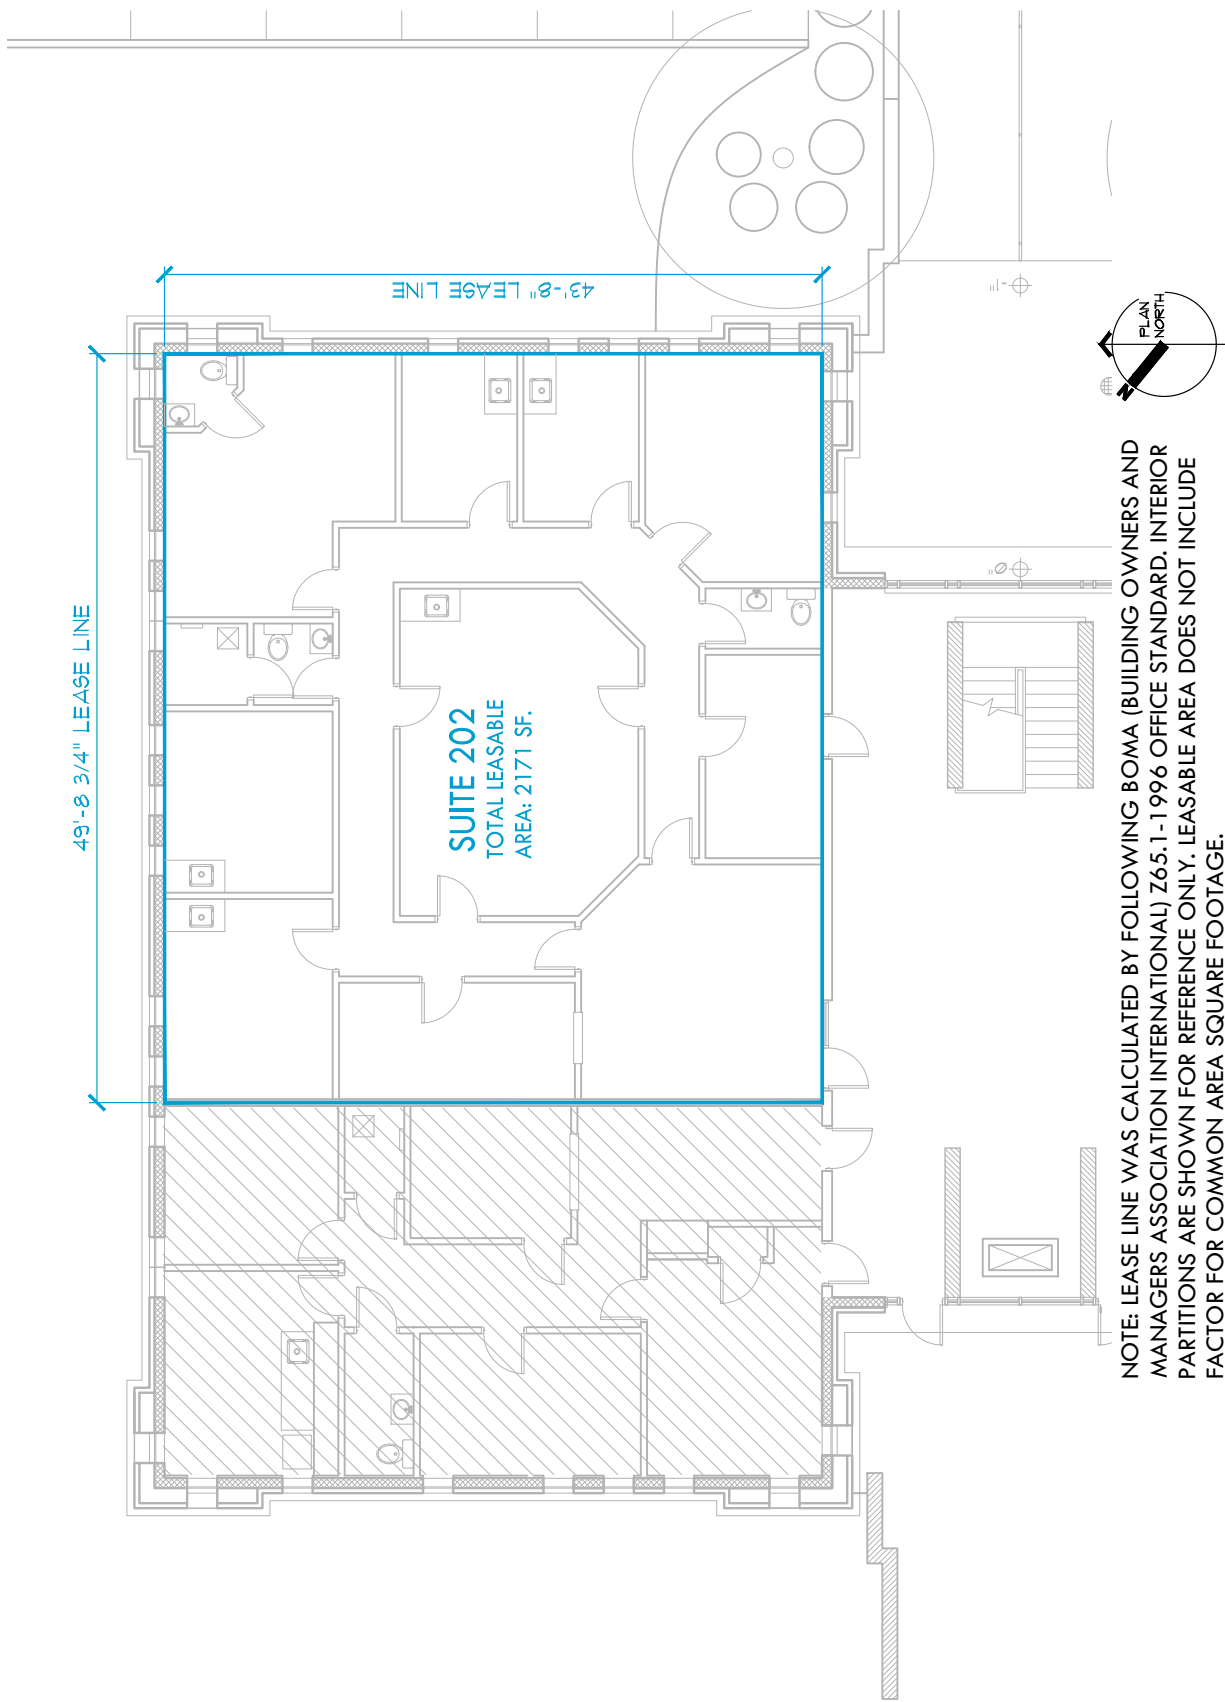 49'-8 3/4" LEASE LINE
43'-8" LEASE LINE
SUITE 202
TOTAL LEASABLE
AREA: 2171 SF.
PLAN
NORTH
N
NOTE: LEASE LINE WAS CALCULATED BY FOLLOWING BOMA (BUILDING OWNERS AND
MANAGERS ASSOCIATION INTERNATIONAL) Z65.1-1996 OFFICE STANDARD. INTERIOR
PARTITIONS ARE SHOWN FOR REFERENCE ONLY. LEASABLE AREA DOES NOT INCLUDE
FACTOR FOR COMMON AREA SQUARE FOOTAGE.